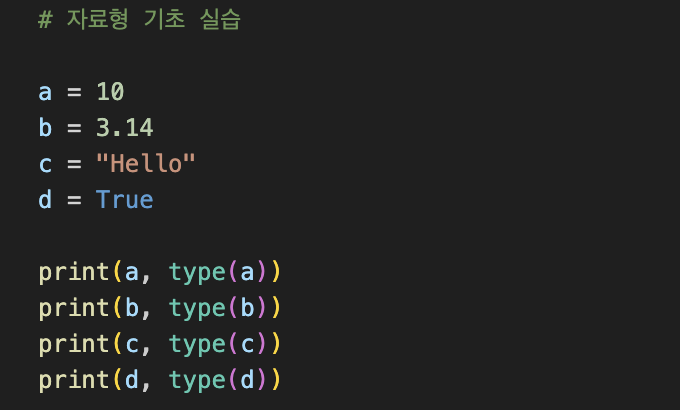 # 자료형 기초 실습
a = 10
b = 3.14
c = "Hello"
d = True
print(a, type(a))
print(b, type(b))
print(c, type(c))
print(d, type(d))